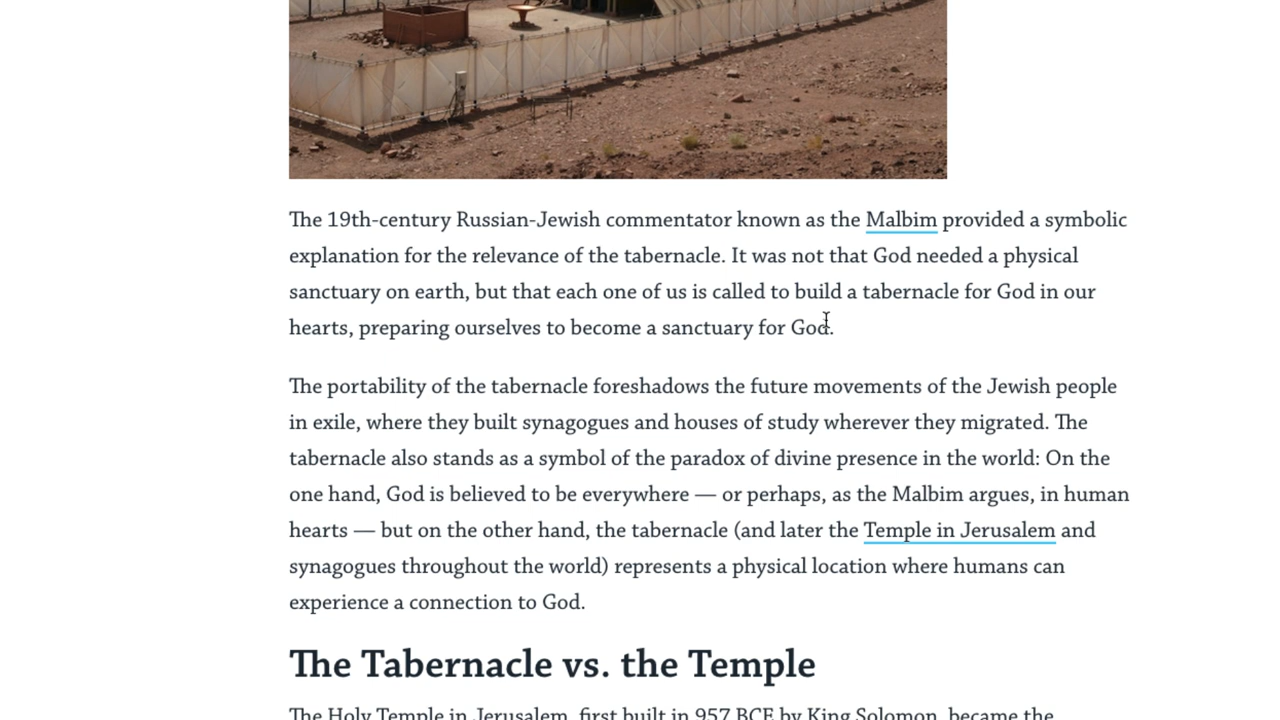 The 19th-century Russian-Jewish commentator known as the Malbim provided a symbolic
explanation for the relevance of the tabernacle. It was not that God needed a physical
sanctuary on earth, but that each one of us is called to build a tabernacle for God in our
hearts, preparing ourselves to become a sanctuary for God.
The portability of the tabernacle foreshadows the future movements of the Jewish people
in exile, where they built synagogues and houses of study wherever they migrated. The
tabernacle also stands as a symbol of the paradox of divine presence in the world: On the
one hand, God is believed to be everywhere — or perhaps, as the Malbim argues, in human
hearts — but on the other hand, the tabernacle (and later the Temple in Jerusalem and
synagogues throughout the world) represents a physical location where humans can
experience a connection to God.
The Tabernacle vs. the Temple
The Holy Temple in Jerusalem, first built in 957 BCE by King Solomon, became the